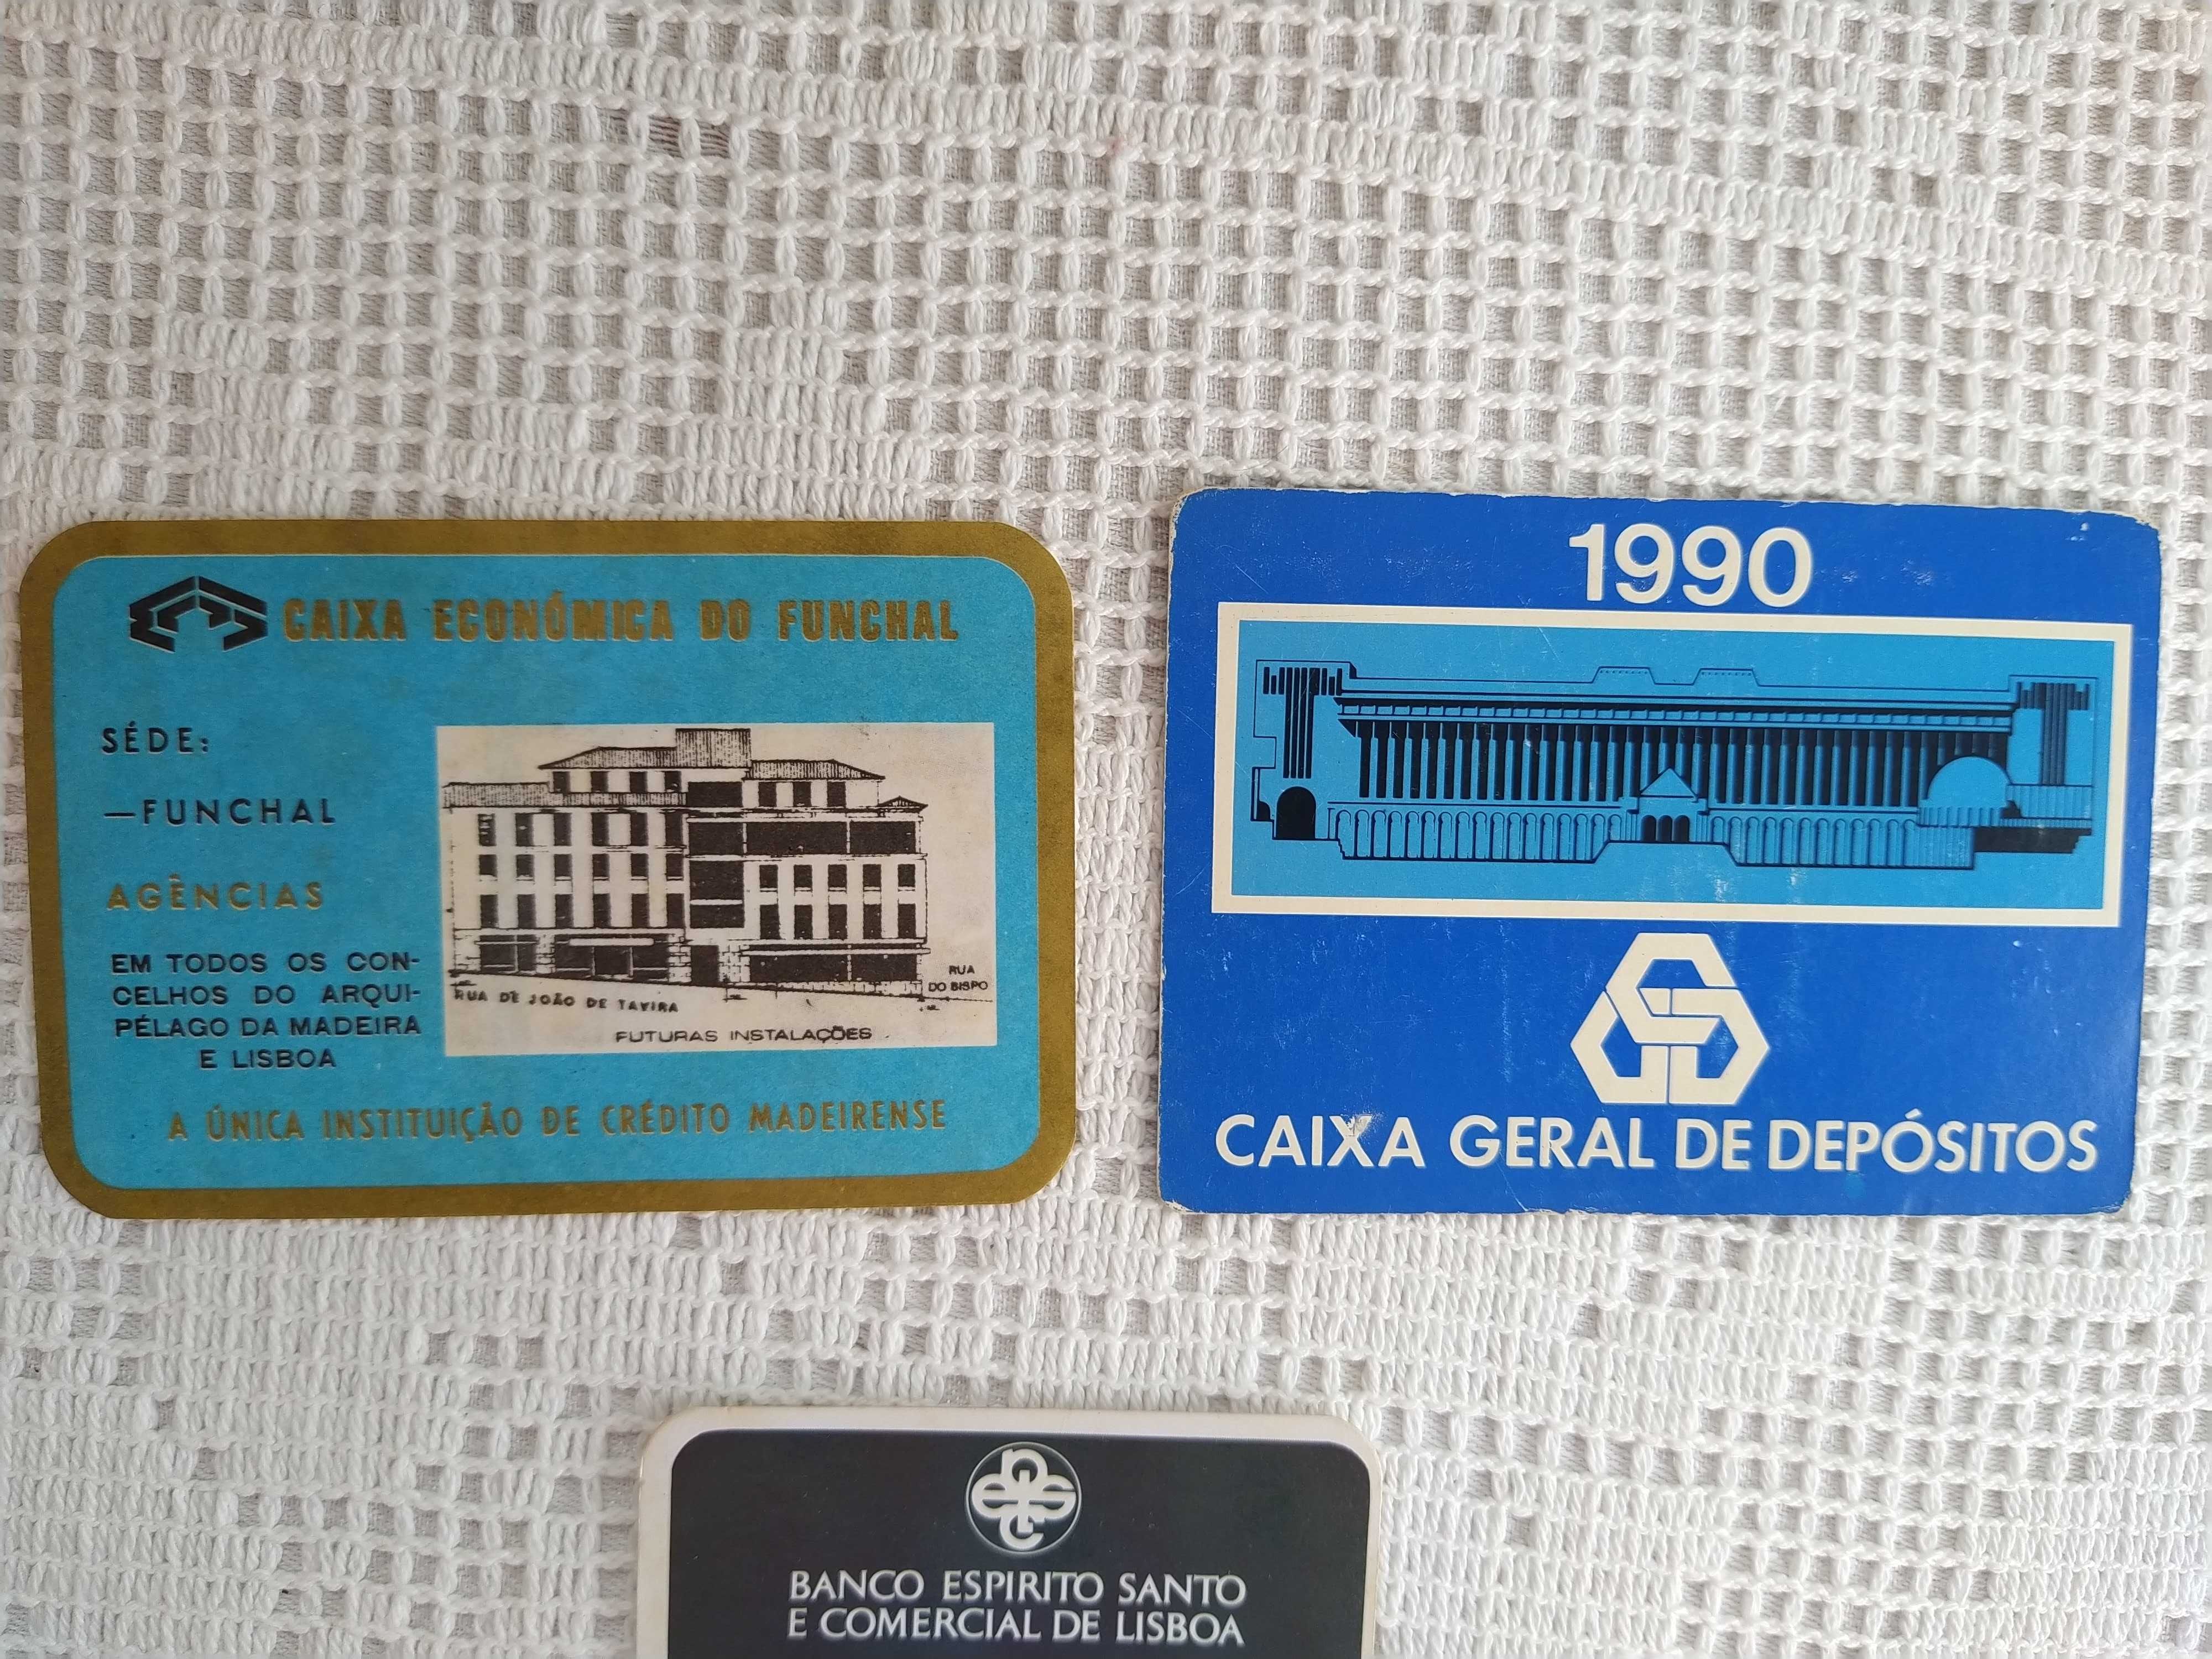 CAIXA ECONÓMICA DO FUNCHAL
SÉDE:
—FUNCHAL
AGÊNCIAS
EM TODOS OS CON-
CELHOS DO ARQUI-
PÉLAGO DA MADEIRA
E LISBOA
RUA
DO BISPO
RUA DE JOÃO DE TAVIRA
FUTURAS INSTALAÇÕES
A ÚNICA INSTITUIÇÃO DE CRÉDITO MADEIRENSE
1990
CAIXA GERAL DE DEPÓSITOS
BANCO ESPIRITO SANTO
E COMERCIAL DE LISBOA